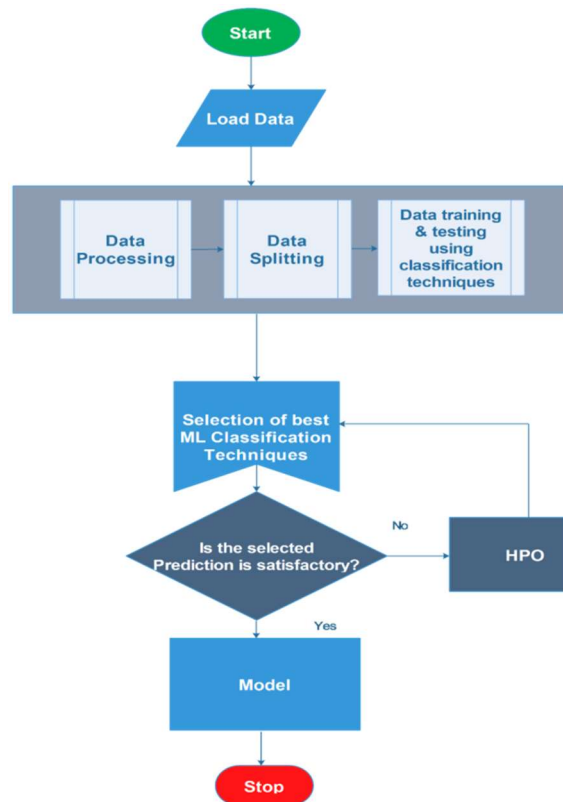 Start
Load Data
Data
Processing
Data
Splitting
Data training
& testing
using
classification
techniques
Selection of best
ML Classification
Techniques
Is the selected
Prediction is satisfactory?
No
HPO
Yes
Model
Stop